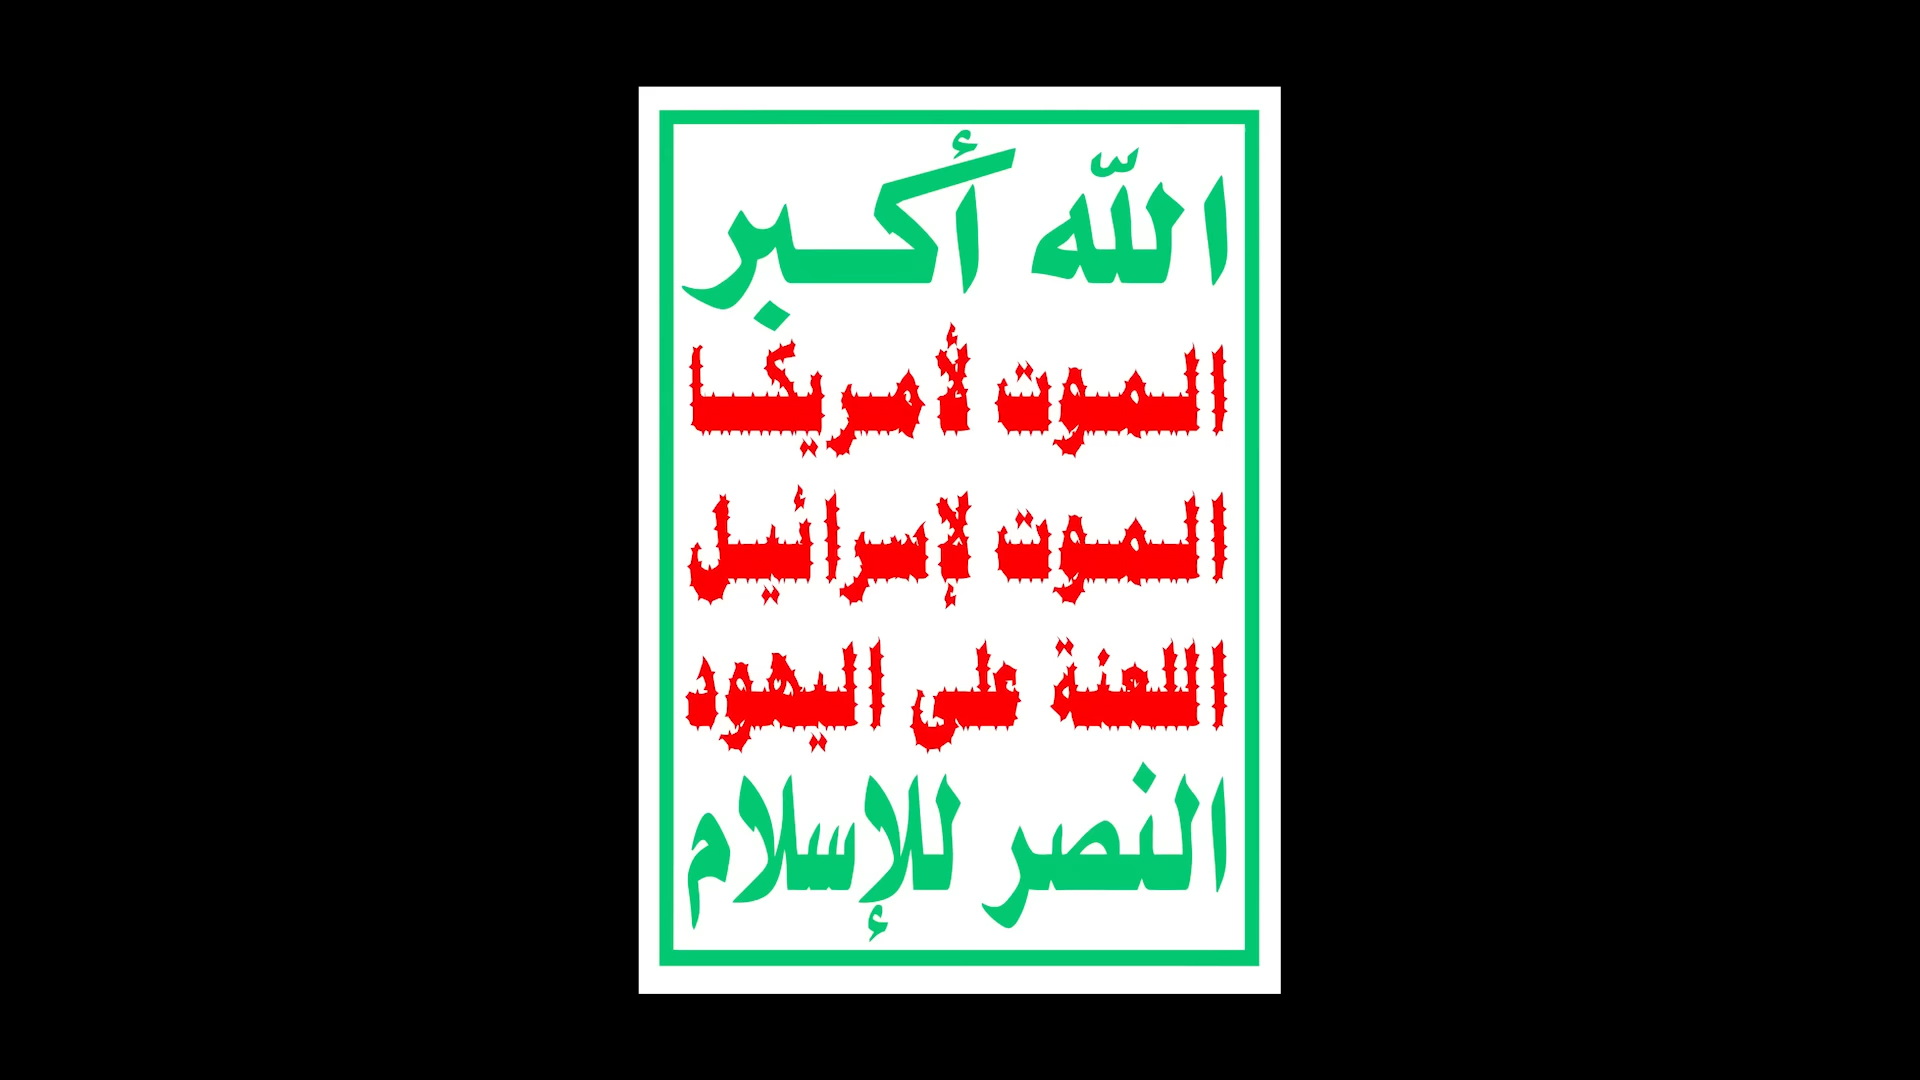 الله أكبر
الموت لأمريكا
الموت لإسرائيل
اللعنة على اليهود
النصر للإسلام